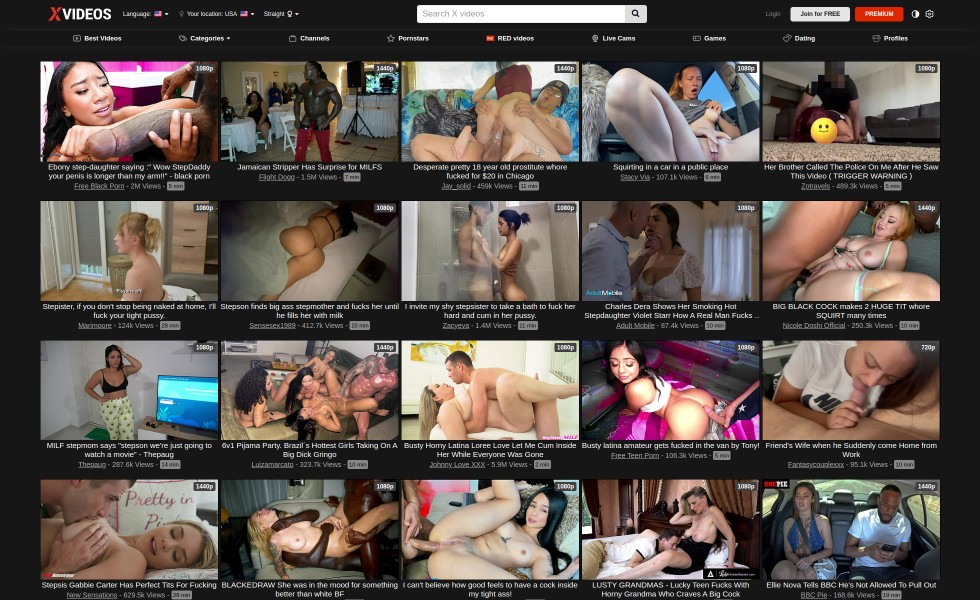 XVIDEOS
Language:
Your location: USA
Straight
Search X videos
Login
Join for FREE
PREMIUM
Best Videos
Categories
Channels
Pornstars
RED videos
Live Cams
Games
Dating
Profiles
1080p
1440p
1440p
1080p
1080p
Ebony step-daughter saying :" Wow StepDaddy
your penis is longer than my arm!!" - black porn
Free Black Porn - 2M Views - 5 min
Jamaican Stripper Has Surprise for MILFS
Flight Dogg - 1.5M Views - 7 min
Desperate pretty 18 year old prostitute whore
fucked for $20 in Chicago
Jay_solid - 459k Views - 11 min
Squirting in a car in a public place
Stacy Via - 107.1k Views - 6 min
Her Brother Called The Police On Me After He Saw
This Video ( TRIGGER WARNING )
Zotravels - 489.3k Views - 5 min
1080p
1080p
1080p
AdultMobile
1080p
1440p
Stepister, if you don't stop being naked at home, I'll
fuck your tight pussy.
Marimoore - 124k Views - 28 min
Stepson finds big ass stepmother and fucks her until
he fills her with milk
Sensesex1989 - 412.7k Views - 10 min
I invite my shy stepsister to take a bath to fuck her
hard and cum in her pussy.
Zacyeva - 1.4M Views - 11 min
Charles Dera Shows Her Smoking Hot
Stepdaughter Violet Starr How A Real Man Fucks ..
Adult Mobile - 87.4k Views - 10 min
BIG BLACK COCK makes 2 HUGE TIT whore
SQUIRT many times
Nicole Doshi Official - 250.3k Views - 10 min
1080p
1440p
1080p
1080p
720p
MILF stepmom says "stepson we're just going to
watch a movie" - Thepaug
Thepaug - 287.6k Views - 14 min
6v1 Pijama Party. Brazil´s Hottest Girls Taking On A
Big Dick Gringo
Luizamarcato - 323.7k Views - 10 min
Busty Horny Latina Loree Love Let Me Cum Inside
Her While Everyone Was Gone
Johnny Love XXX - 5.9M Views - 2 min
Busty latina amateur gets fucked in the van by Tony!
Free Teen Porn - 106.3k Views - 5 min
Friend's Wife when he Suddenly come Home from
Work
Fantasycouplexxx - 95.1k Views - 10 min
Pretty in
1440p
1080p
1080p
1080p
BBCPIE
1440p
Stepsis Gabbie Carter Has Perfect Tits For Fucking
New Sensations - 629.5k Views - 28 min
BLACKEDRAW She was in the mood for something
better than white BF
I can't believe how good feels to have a cock inside
my tight ass!
LUSTY GRANDMAS - Lucky Teen Fucks With
Horny Grandma Who Craves A Big Cock
Ellie Nova Tells BBC He's Not Allowed To Pull Out
BBC Pie - 168.6k Views - 19 min